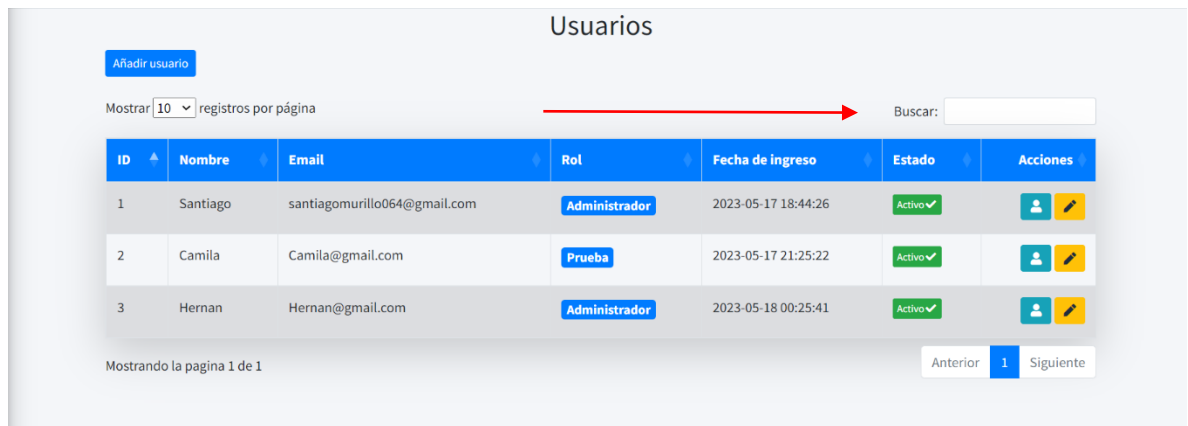 Usuarios
Añadir usuario
Mostrar 10 registros por página
Buscar:
ID Nombre Email Rol Fecha de ingreso Estado Acciones
1 Santiago santiagomurillo064@gmail.com Administrador 2023-05-17 18:44:26 Activo
2 Camila Camila@gmail.com Prueba 2023-05-17 21:25:22 Activo
3 Hernan Hernan@gmail.com Administrador 2023-05-18 00:25:41 Activo
Mostrando la pagina 1 de 1
Anterior 1 Siguiente